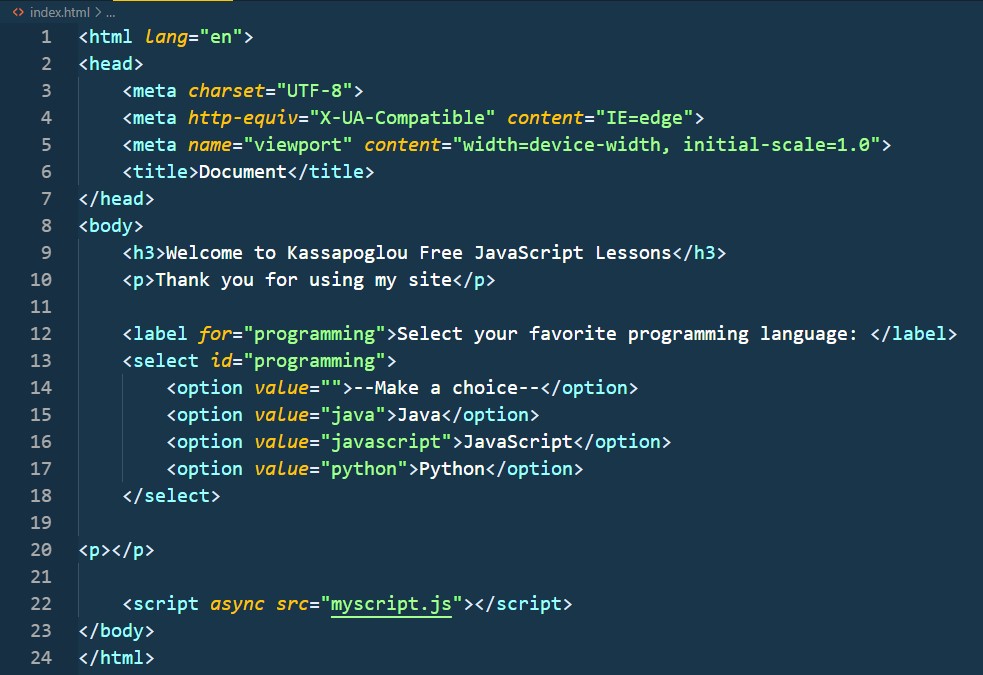 <> index.html > ...
1 <html lang="en">
2 <head>
3     <meta charset="UTF-8">
4     <meta http-equiv="X-UA-Compatible" content="IE=edge">
5     <meta name="viewport" content="width=device-width, initial-scale=1.0">
6     <title>Document</title>
7 </head>
8 <body>
9     <h3>Welcome to Kassapoglou Free JavaScript Lessons</h3>
10     <p>Thank you for using my site</p>
11
12     <label for="programming">Select your favorite programming language: </label>
13     <select id="programming">
14         <option value="">--Make a choice--</option>
15         <option value="java">Java</option>
16         <option value="javascript">JavaScript</option>
17         <option value="python">Python</option>
18     </select>
19
20 <p></p>
21
22     <script async src="myscript.js"></script>
23 </body>
24 </html>